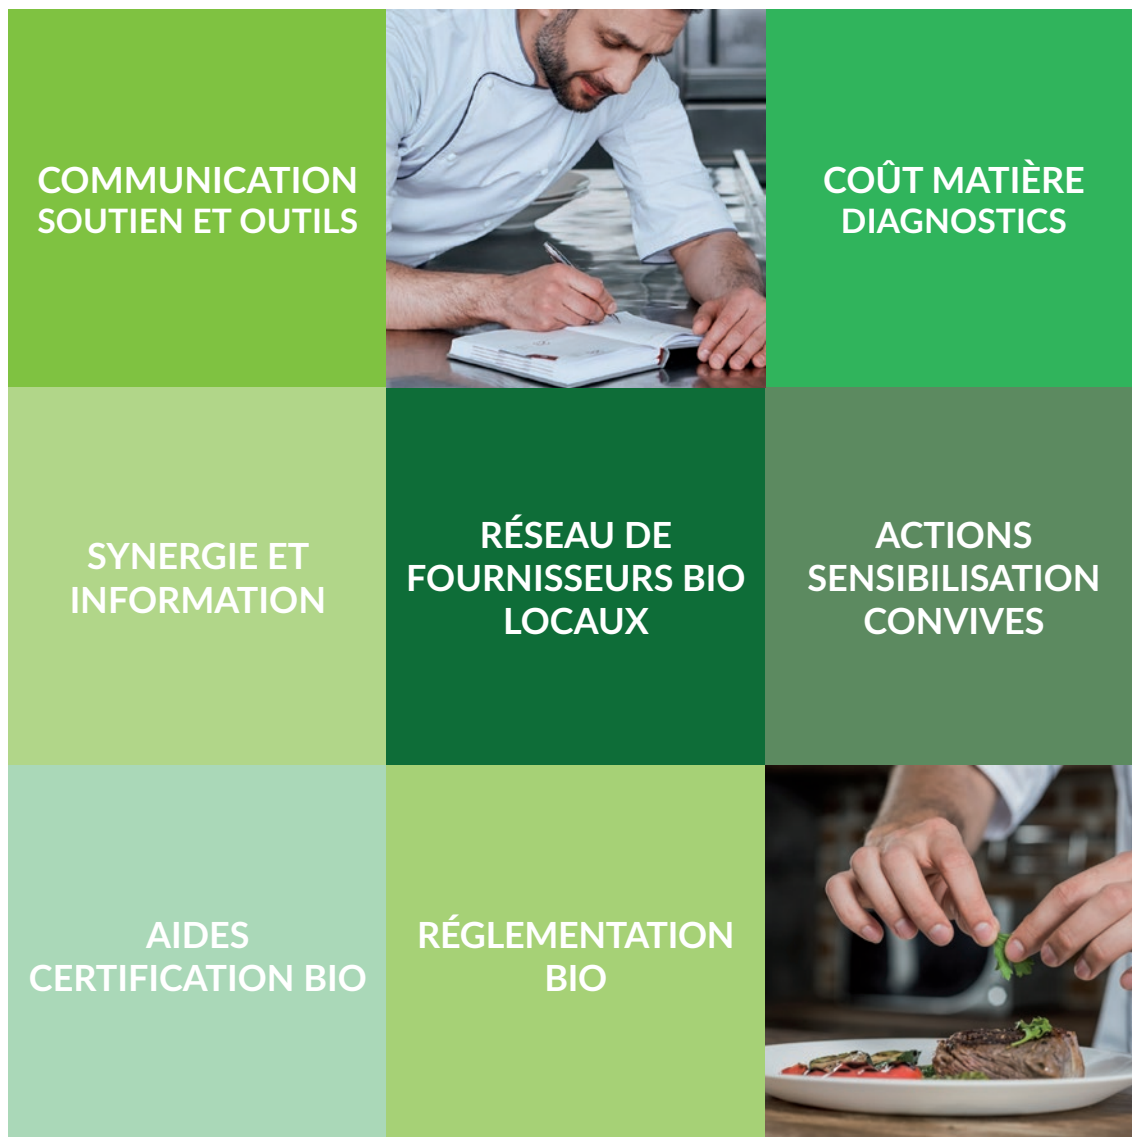 COMMUNICATION
SOUTIEN ET OUTILS
COÛT MATIÈRE
DIAGNOSTICS
SYNERGIE ET
INFORMATION
RÉSEAU DE
FOURNISSEURS BIO
LOCAUX
ACTIONS
SENSIBILISATION
CONVIVES
AIDES
CERTIFICATION BIO
RÉGLEMENTATION
BIO